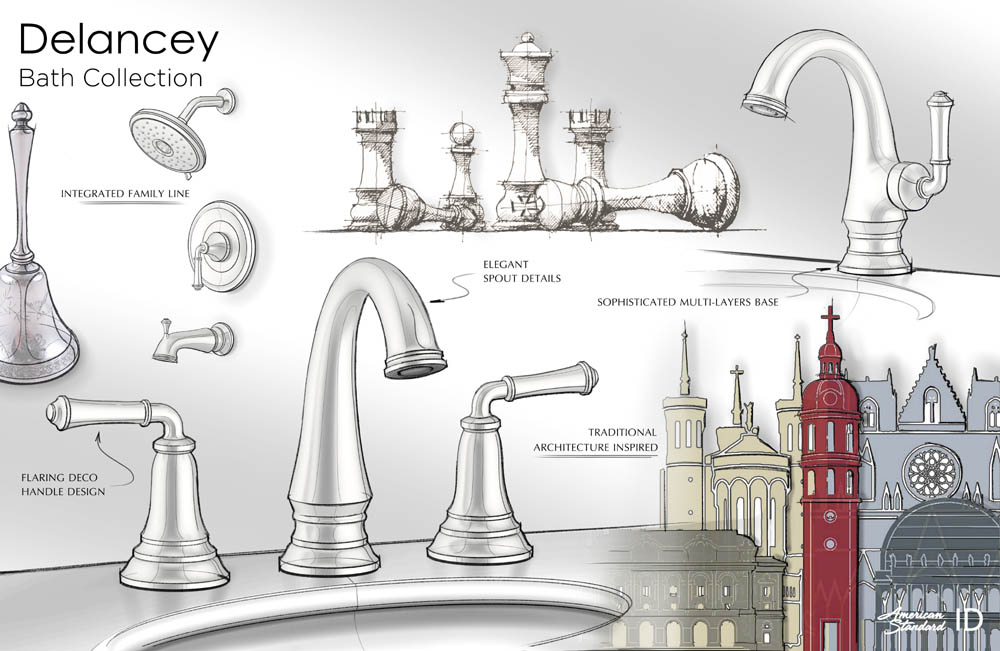 Delancey
Bath Collection
INTEGRATED FAMILY LINE
ELEGANT
SPOUT DETAILS
SOPHISTICATED MULTI-LAYERS BASE
TRADITIONAL
ARCHITECTURE INSPIRED
FLARING DECO
HANDLE DESIGN
American
Standard
ID